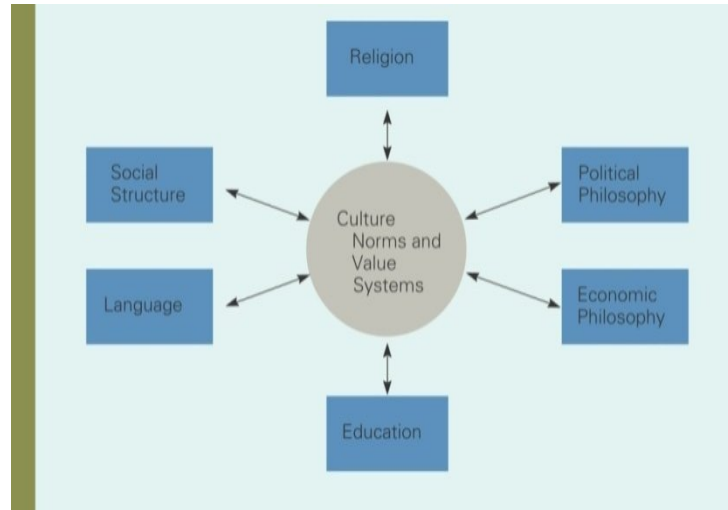 Religion
Social
Structure
Political
Philosophy
Culture
Norms and
Value
Systems
Language
Economic
Philosophy
Education